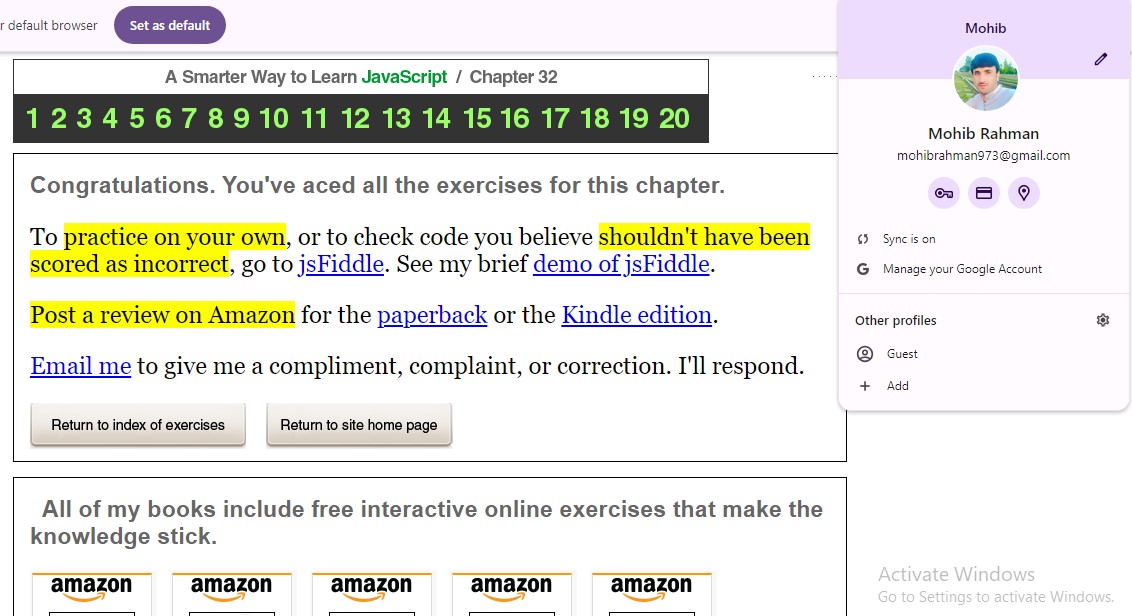 r default browser
Set as default
A Smarter Way to Learn JavaScript / Chapter 32
1 2 3 4 5 6 7 8 9 10 11 12 13 14 15 16 17 18 19 20
Congratulations. You've aced all the exercises for this chapter.
To practice on your own, or to check code you believe shouldn't have been
scored as incorrect, go to jsFiddle. See my brief demo of jsFiddle.
Post a review on Amazon for the paperback or the Kindle edition.
Email me to give me a compliment, complaint, or correction. I'll respond.
Return to index of exercises
Return to site home page
All of my books include free interactive online exercises that make the
knowledge stick.
amazon amazon amazon amazon amazon
Mohib
Mohib Rahman
mohibrahman973@gmail.com
Sync is on
G Manage your Google Account
Other profiles
Guest
+ Add
Activate Windows
Go to Settings to activate Windows.